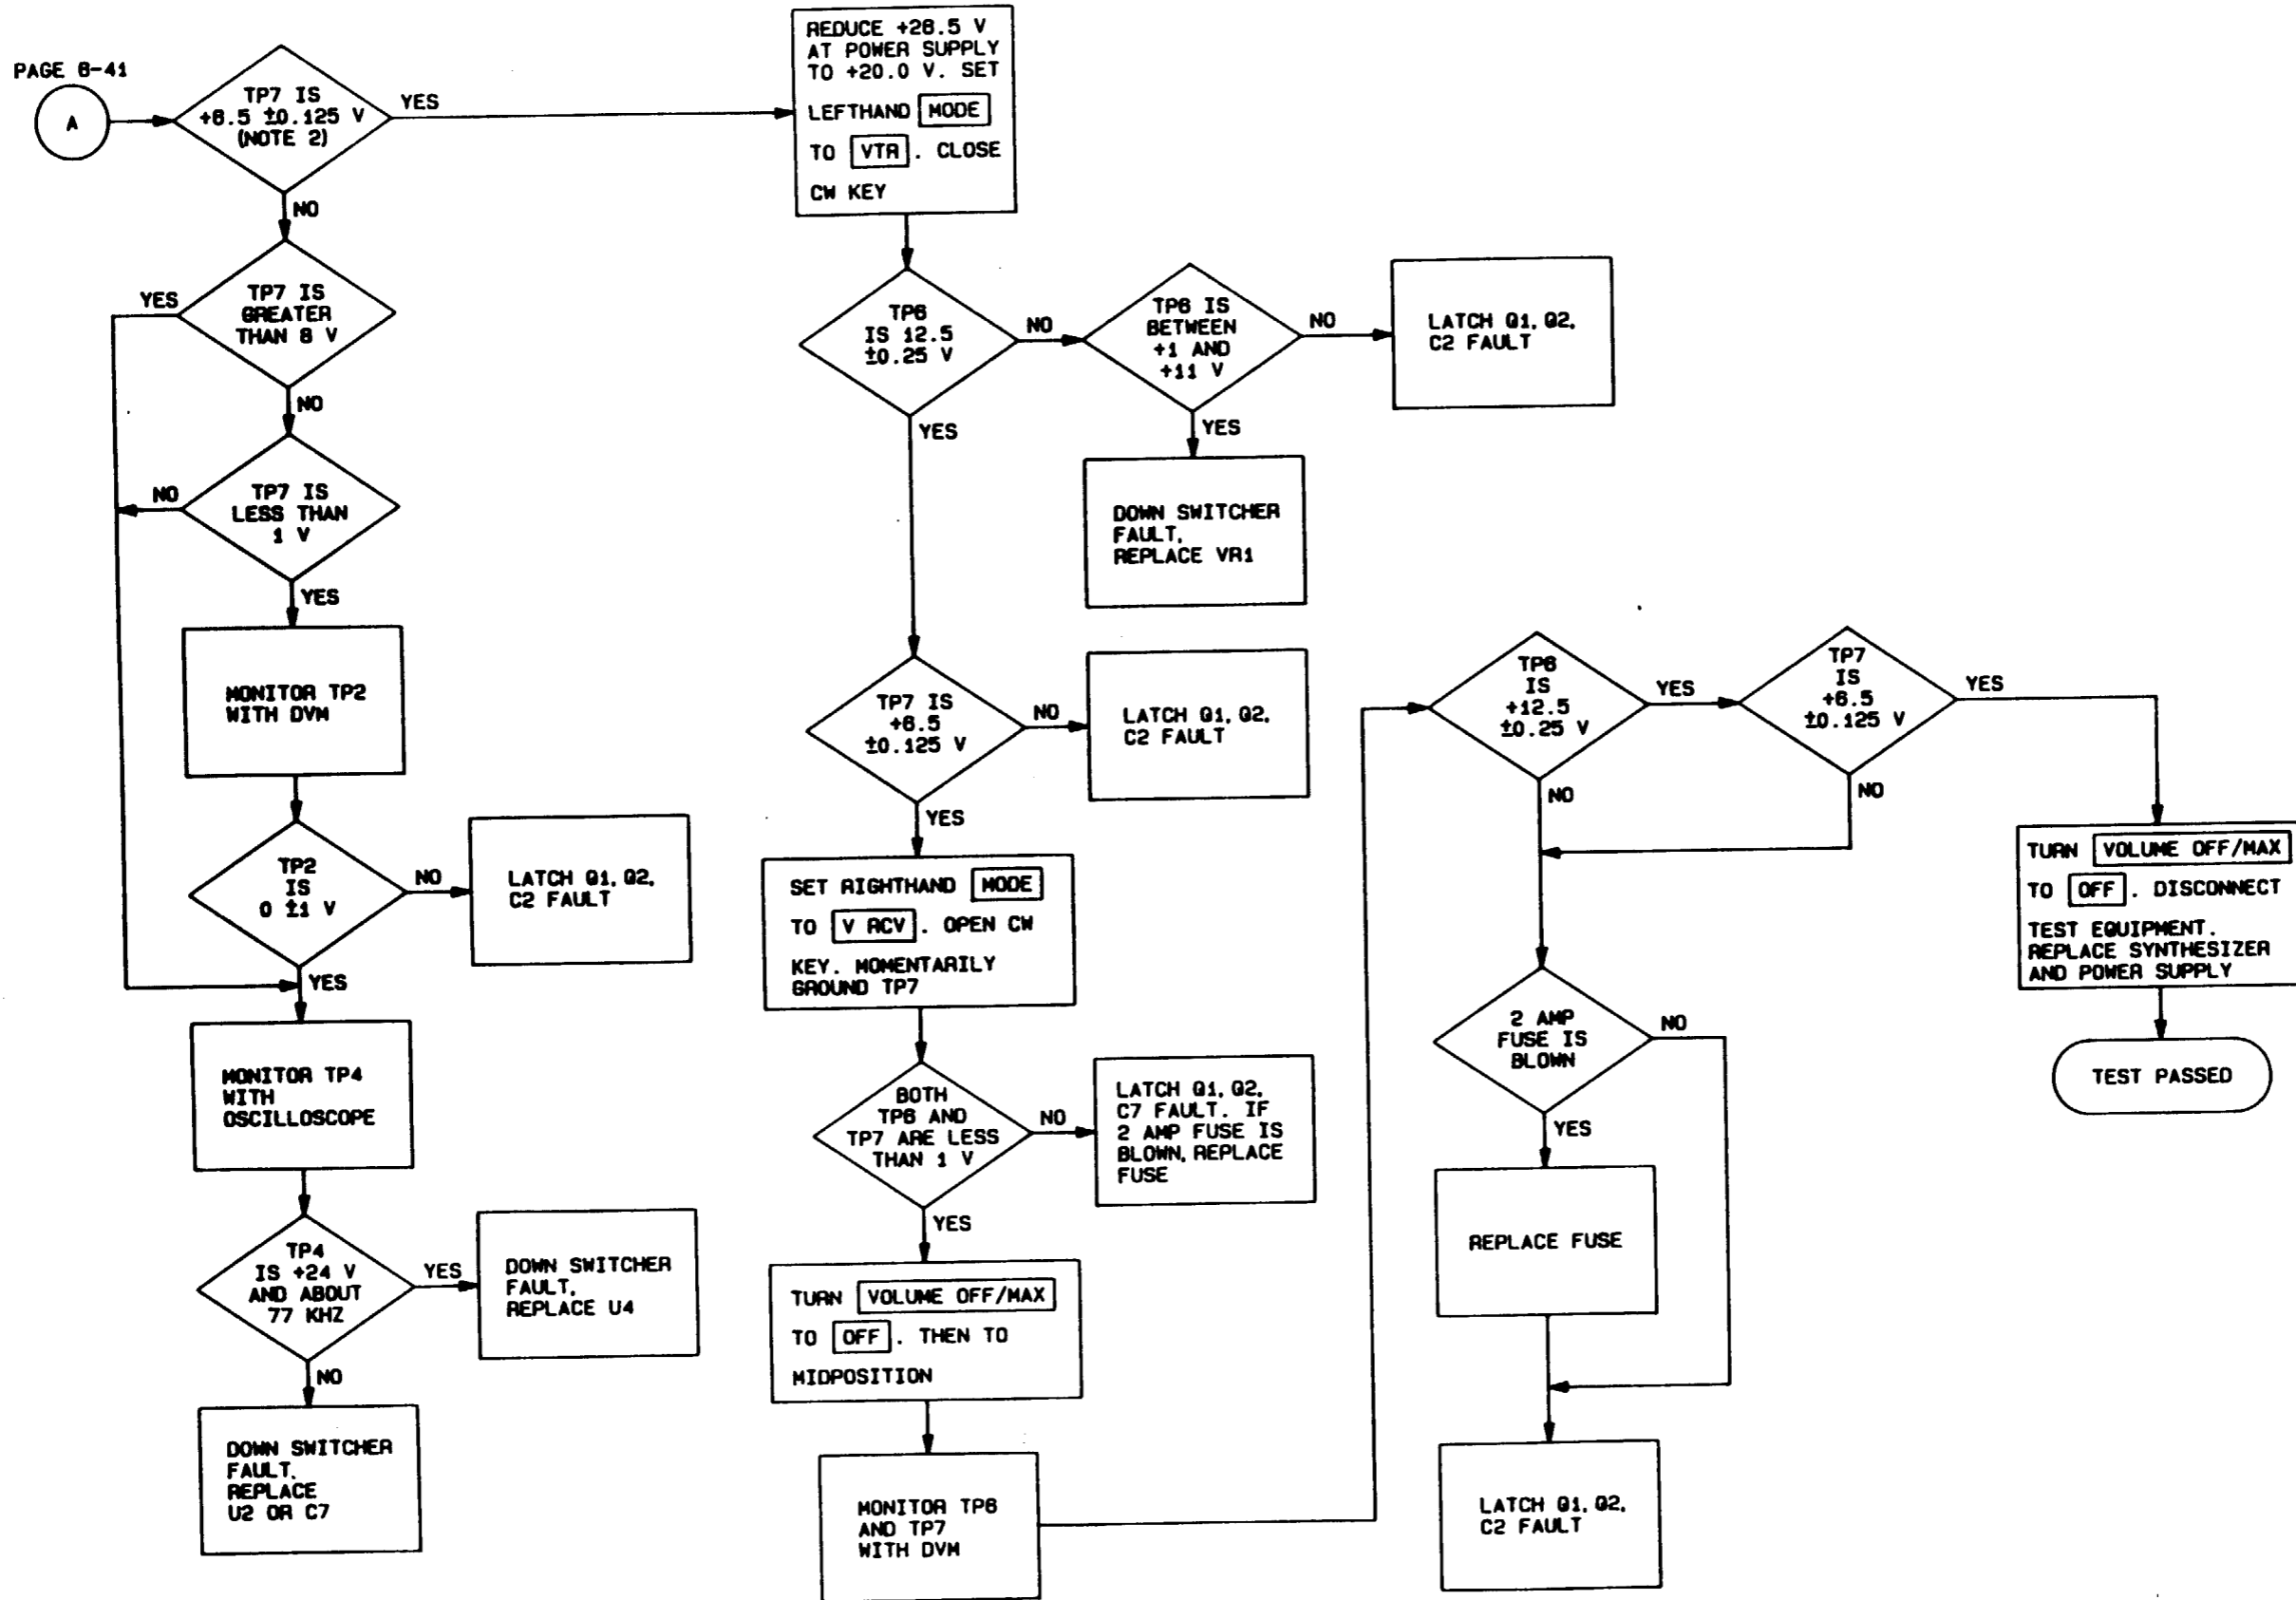 PAGE 6-41
A
TP7 IS
+6.5 ±0.125 V
(NOTE 2)
YES
NO
REDUCE +26.5 V
AT POWER SUPPLY
TO +20.0 V. SET
LEFTHAND MODE
TO VTR. CLOSE
CW KEY
TP7 IS
GREATER
THAN 8 V
YES
NO
TP7 IS
LESS THAN
1 V
NO
YES
MONITOR TP2
WITH DVM
TP2
IS
0 ±1 V
NO
YES
LATCH Q1, Q2,
C2 FAULT
MONITOR TP4
WITH
OSCILLOSCOPE
TP4
IS +24 V
AND ABOUT
77 KHZ
YES
NO
DOWN SWITCHER
FAULT,
REPLACE U4
DOWN SWITCHER
FAULT,
REPLACE
U2 OR C7
TP6
IS 12.5
±0.25 V
NO
YES
TP6 IS
BETWEEN
+1 AND
+11 V
NO
YES
LATCH Q1, Q2,
C2 FAULT
DOWN SWITCHER
FAULT,
REPLACE VR1
TP7 IS
+6.5
±0.125 V
NO
YES
LATCH Q1, Q2,
C2 FAULT
SET RIGHTHAND MODE
TO V RCV. OPEN CW
KEY. MOMENTARILY
GROUND TP7
BOTH
TP6 AND
TP7 ARE LESS
THAN 1 V
NO
YES
LATCH Q1, Q2,
C7 FAULT. IF
2 AMP FUSE IS
BLOWN, REPLACE
FUSE
TURN VOLUME OFF/MAX
TO OFF. THEN TO
MIDPOSITION
MONITOR TP6
AND TP7
WITH DVM
TP6
IS
+12.5
±0.25 V
YES
NO
TP7
IS
+6.5
±0.125 V
YES
NO
TURN VOLUME OFF/MAX
TO OFF. DISCONNECT
TEST EQUIPMENT.
REPLACE SYNTHESIZER
AND POWER SUPPLY
TEST PASSED
2 AMP
FUSE IS
BLOWN
NO
YES
REPLACE FUSE
LATCH Q1, Q2,
C2 FAULT